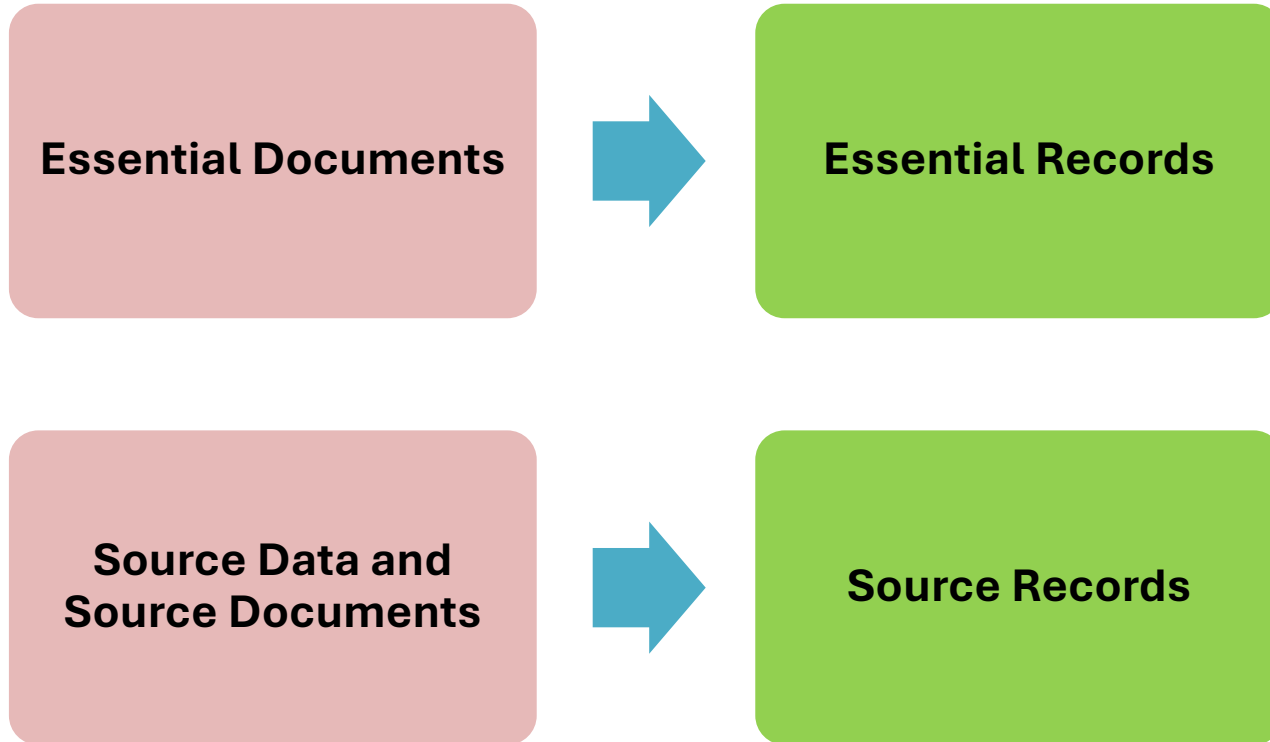 Essential Documents
Essential Records
Source Data and
Source Documents
Source Records